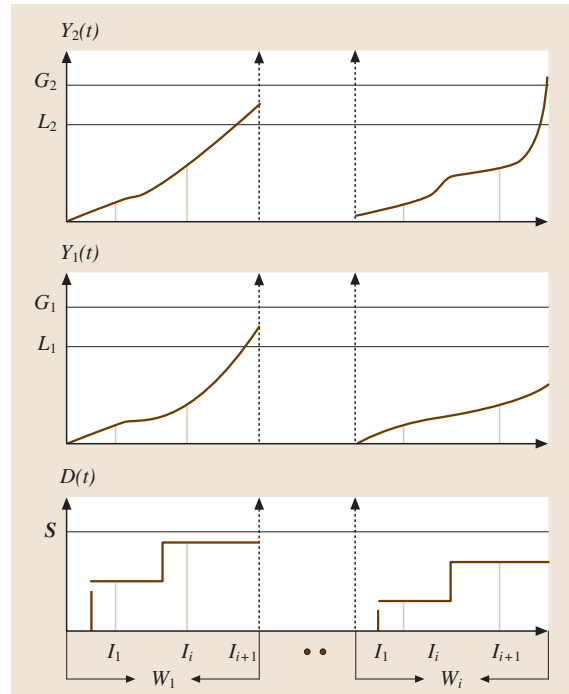 Y₂(t)
G₂
L₂
Y₁(t)
G₁
L₁
D(t)
S
I₁ Iᵢ Iᵢ₊₁ I₁ Iᵢ Iᵢ₊₁
W₁ Wᵢ